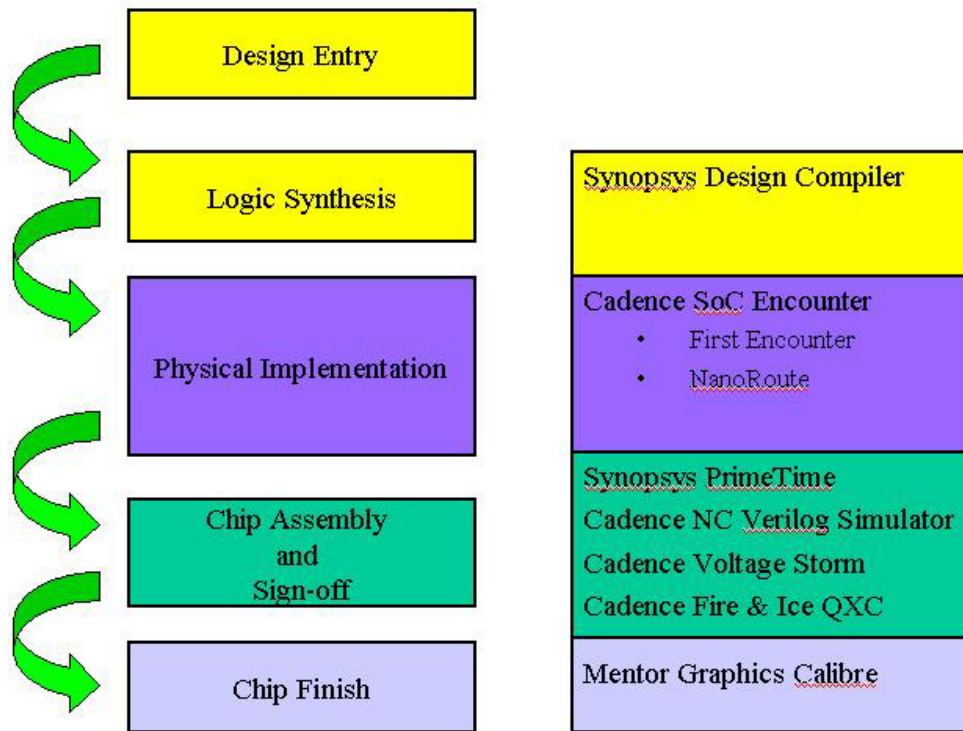 Design Entry
Logic Synthesis
Physical Implementation
Chip Assembly
and
Sign-off
Chip Finish
Synopsys Design Compiler
Cadence SoC Encounter
• First Encounter
• NanoRoute
Synopsys PrimeTime
Cadence NC Verilog Simulator
Cadence Voltage Storm
Cadence Fire & Ice QXC
Mentor Graphics Calibre